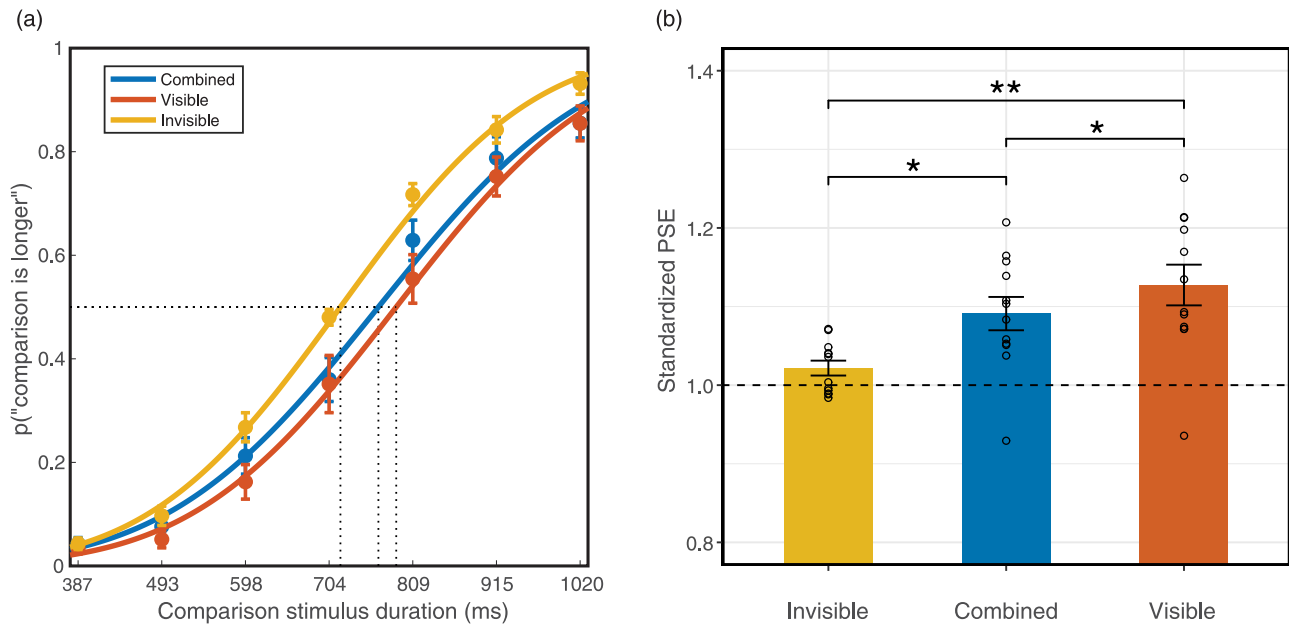 (a)
1
0.8
0.6
0.4
0.2
0
p("comparison is longer")
Combined
Visible
Invisible
387 493 598 704 809 915 1020
Comparison stimulus duration (ms)
(b)
1.4
1.2
1.0
0.8
Standardized PSE
**
*
*
Invisible Combined Visible